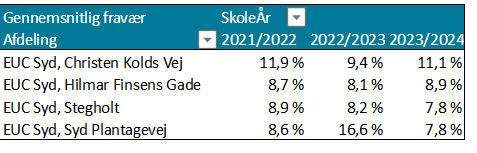 Gennemsnitlig fravær SkoleÅr
Afdeling 2021/2022 2022/2023 2023/2024
EUC Syd, Christen Kolds Vej 11,9 % 9,4 % 11,1 %
EUC Syd, Hilmar Finsens Gade 8,7 % 8,1 % 8,9 %
EUC Syd, Stegholt 8,9 % 8,2 % 7,8 %
EUC Syd, Syd Plantagevej 8,6 % 16,6 % 7,8 %